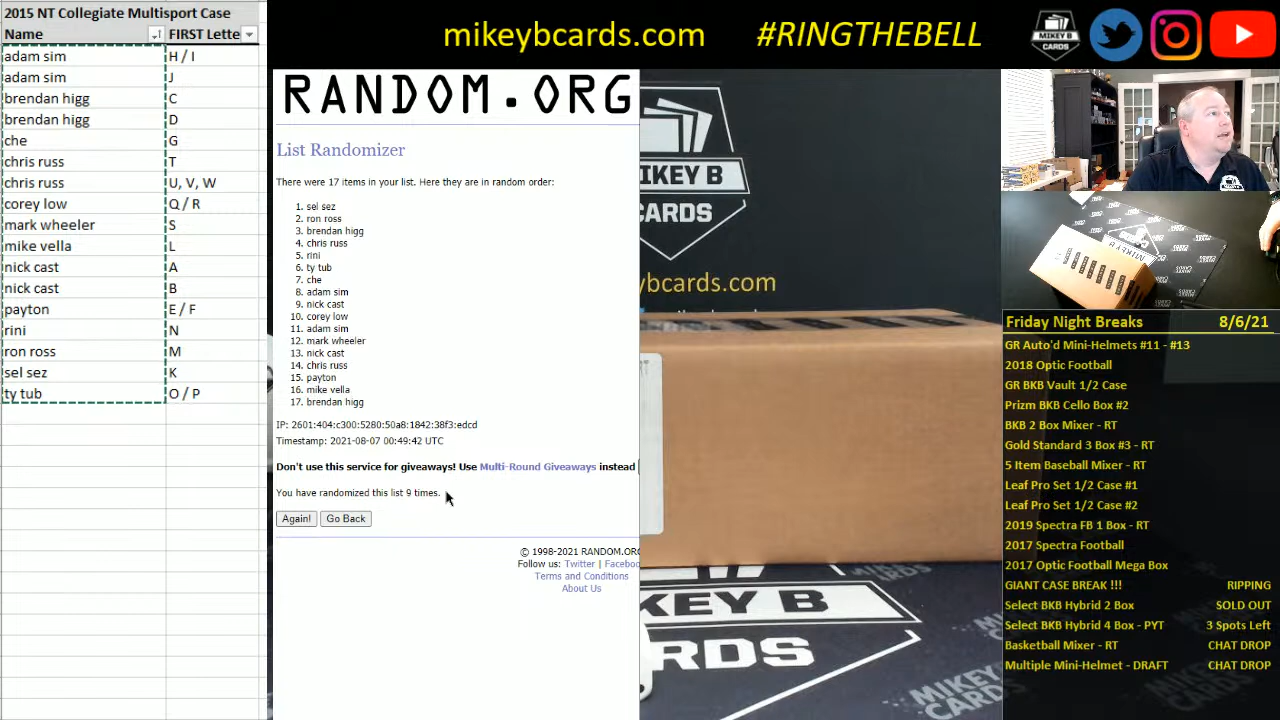 2015 NT Collegiate Multisport Case
Name FIRST Lette
adam sim H / I
adam sim J
brendan higg C
brendan higg D
che G
chris russ T
chris russ U, V, W
corey low Q / R
mark wheeler S
mike vella L
nick cast A
nick cast B
payton E / F
rini N
ron ross M
sel sez K
ty tub O / P
mikeybcards.com #RINGTHEBELL
MIKEY B
CARDS
RANDOM.ORG
List Randomizer
There were 17 items in your list. Here they are in random order:
1. sel sez
2. ron ross
3. brendan higg
4. chris russ
5. rini
6. ty tub
7. che
8. adam sim
9. nick cast
10. corey low
11. adam sim
12. mark wheeler
13. nick cast
14. chris russ
15. payton
16. mike vella
17. brendan higg
IP: 2601:404:c300:5280:50a8:1842:38f3:edcd
Timestamp: 2021-08-07 00:49:42 UTC
Don't use this service for giveaways! Use Multi-Round Giveaways instead
You have randomized this list 9 times.
Again! Go Back
© 1998-2021 RANDOM.ORG
Follow us: Twitter | Faceboo
Terms and Conditions
About Us
KEY B
CARDS
ybcards.com
KEY B
RDS
MIKEY
CARDS
Friday Night Breaks 8/6/21
GR Auto'd Mini-Helmets #11 - #13
2018 Optic Football
GR BKB Vault 1/2 Case
Prizm BKB Cello Box #2
BKB 2 Box Mixer - RT
Gold Standard 3 Box #3 - RT
5 Item Baseball Mixer - RT
Leaf Pro Set 1/2 Case #1
Leaf Pro Set 1/2 Case #2
2019 Spectra FB 1 Box - RT
2017 Spectra Football
2017 Optic Football Mega Box
GIANT CASE BREAK !!! RIPPING
Select BKB Hybrid 2 Box SOLD OUT
Select BKB Hybrid 4 Box - PYT 3 Spots Left
Basketball Mixer - RT CHAT DROP
Multiple Mini-Helmet - DRAFT CHAT DROP